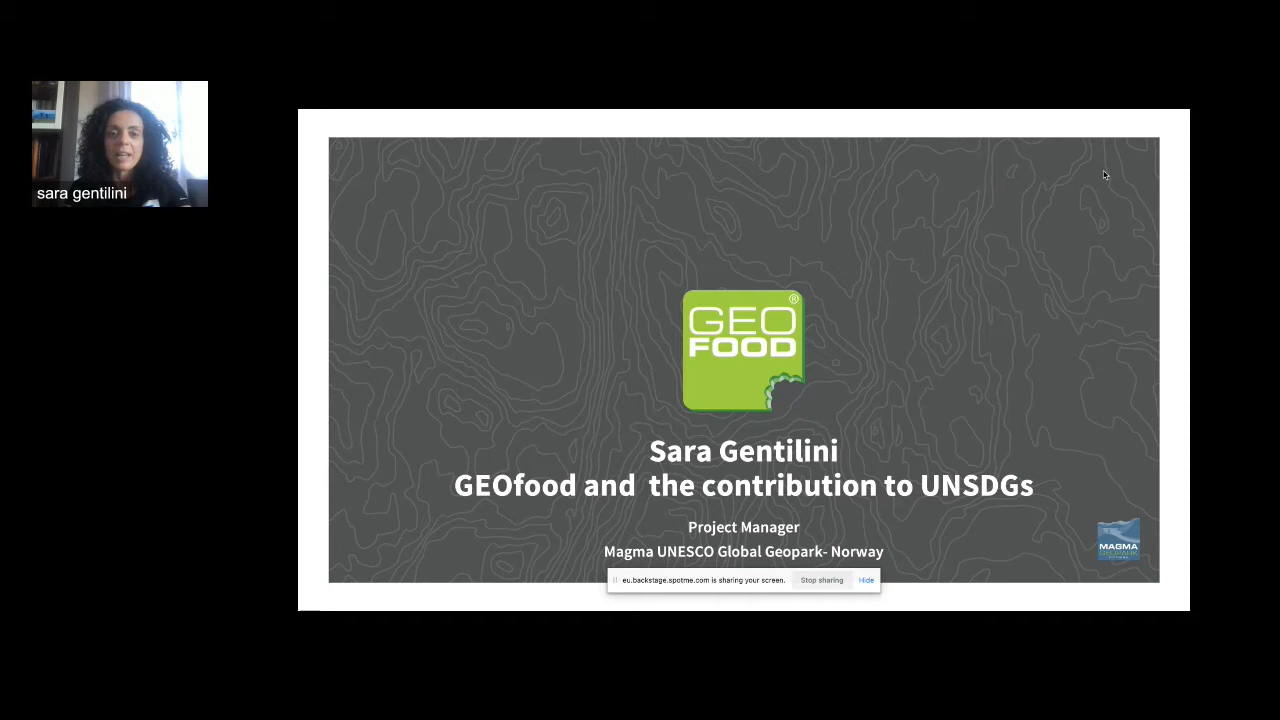 sara gentilini
GEO®
FOOD
Sara Gentilini
GEOfood and the contribution to UNSDGs
Project Manager
Magma UNESCO Global Geopark- Norway
MAGMA
GEOPARK
eu.backstage.spotme.com is sharing your screen. Stop sharing Hide